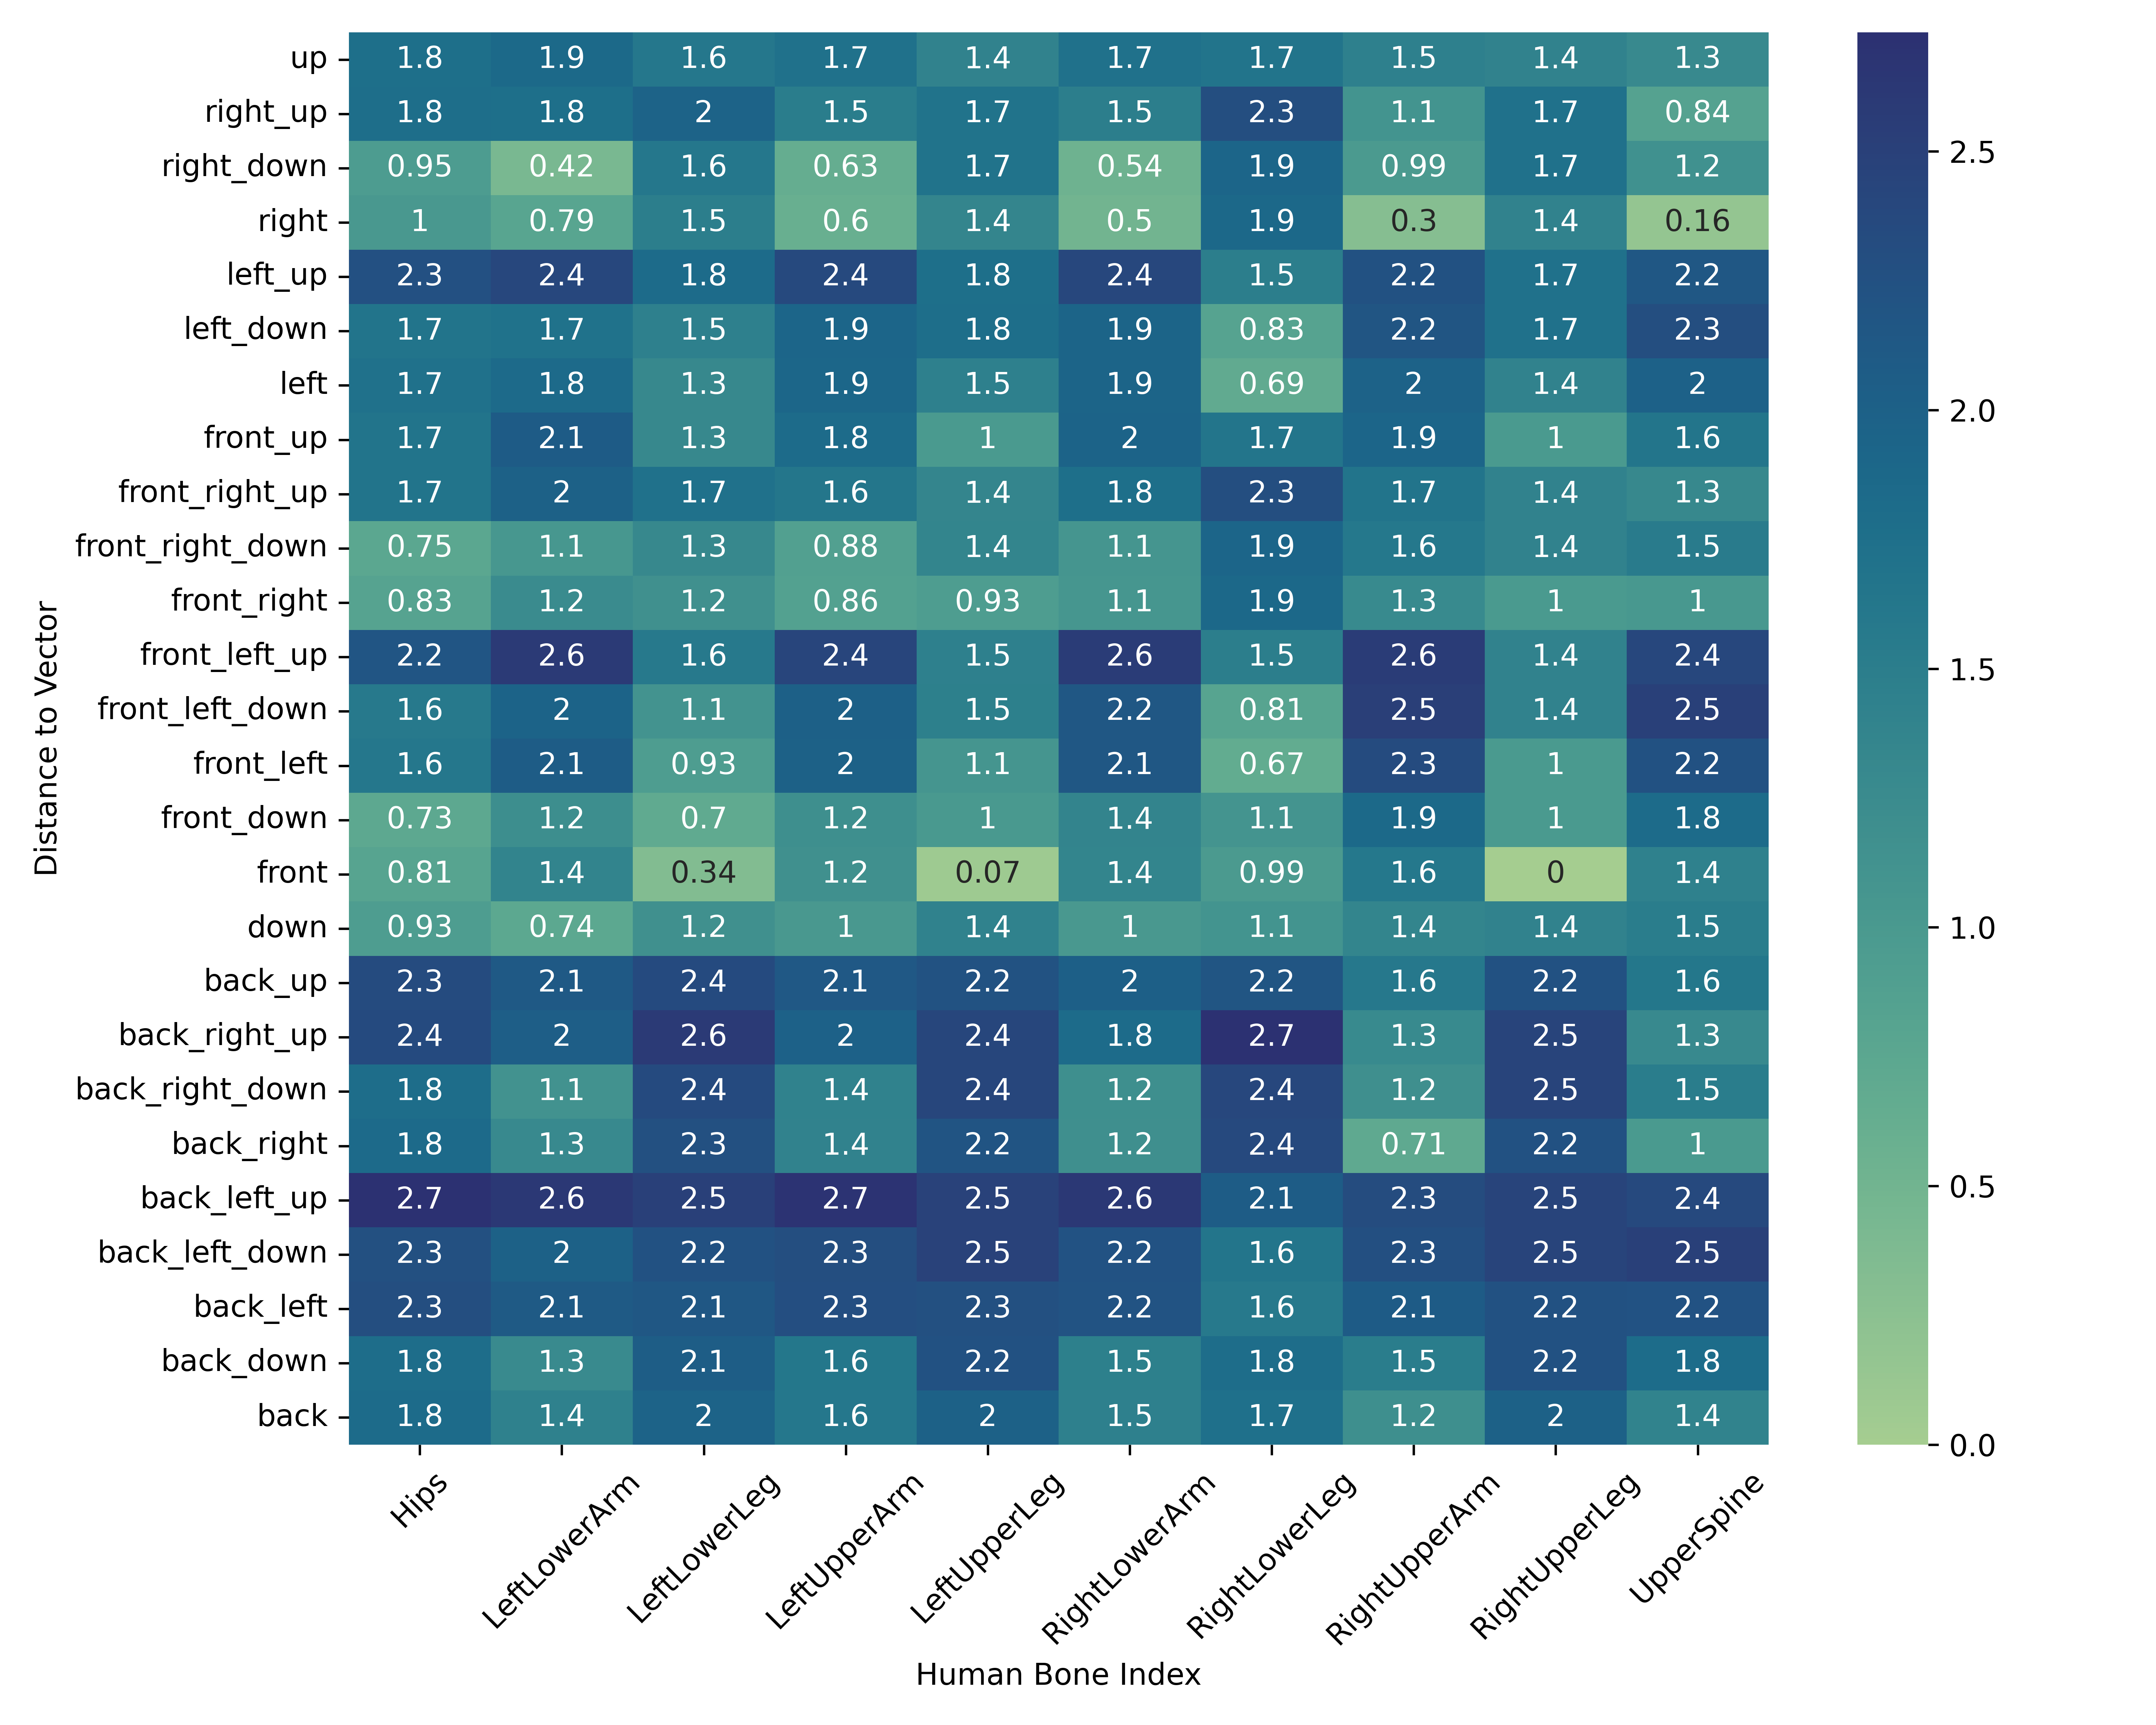 up 1.8 1.9 1.6 1.7 1.4 1.7 1.7 1.5 1.4 1.3
right_up 1.8 1.8 2 1.5 1.7 1.5 2.3 1.1 1.7 0.84
right_down 0.95 0.42 1.6 0.63 1.7 0.54 1.9 0.99 1.7 1.2
right 1 0.79 1.5 0.6 1.4 0.5 1.9 0.3 1.4 0.16
left_up 2.3 2.4 1.8 2.4 1.8 2.4 1.5 2.2 1.7 2.2
left_down 1.7 1.7 1.5 1.9 1.8 1.9 0.83 2.2 1.7 2.3
left 1.7 1.8 1.3 1.9 1.5 1.9 0.69 2 1.4 2
front_up 1.7 2.1 1.3 1.8 1 2 1.7 1.9 1 1.6
front_right_up 1.7 2 1.7 1.6 1.4 1.8 2.3 1.7 1.4 1.3
front_right_down 0.75 1.1 1.3 0.88 1.4 1.1 1.9 1.6 1.4 1.5
front_right 0.83 1.2 1.2 0.86 0.93 1.1 1.9 1.3 1 1
front_left_up 2.2 2.6 1.6 2.4 1.5 2.6 1.5 2.6 1.4 2.4
front_left_down 1.6 2 1.1 2 1.5 2.2 0.81 2.5 1.4 2.5
front_left 1.6 2.1 0.93 2 1.1 2.1 0.67 2.3 1 2.2
front_down 0.73 1.2 0.7 1.2 1 1.4 1.1 1.9 1 1.8
front 0.81 1.4 0.34 1.2 0.07 1.4 0.99 1.6 0 1.4
down 0.93 0.74 1.2 1 1.4 1 1.1 1.4 1.4 1.5
back_up 2.3 2.1 2.4 2.1 2.2 2 2.2 1.6 2.2 1.6
back_right_up 2.4 2 2.6 2 2.4 1.8 2.7 1.3 2.5 1.3
back_right_down 1.8 1.1 2.4 1.4 2.4 1.2 2.4 1.2 2.5 1.5
back_right 1.8 1.3 2.3 1.4 2.2 1.2 2.4 0.71 2.2 1
back_left_up 2.7 2.6 2.5 2.7 2.5 2.6 2.1 2.3 2.5 2.4
back_left_down 2.3 2 2.2 2.3 2.5 2.2 1.6 2.3 2.5 2.5
back_left 2.3 2.1 2.1 2.3 2.3 2.2 1.6 2.1 2.2 2.2
back_down 1.8 1.3 2.1 1.6 2.2 1.5 1.8 1.5 2.2 1.8
back 1.8 1.4 2 1.6 2 1.5 1.7 1.2 2 1.4
Hips LeftLowerArm LeftLowerLeg LeftUpperArm LeftUpperLeg RightLowerArm RightLowerLeg RightUpperArm RightUpperLeg UpperSpine
Human Bone Index
Distance to Vector
2.5
2.0
1.5
1.0
0.5
0.0